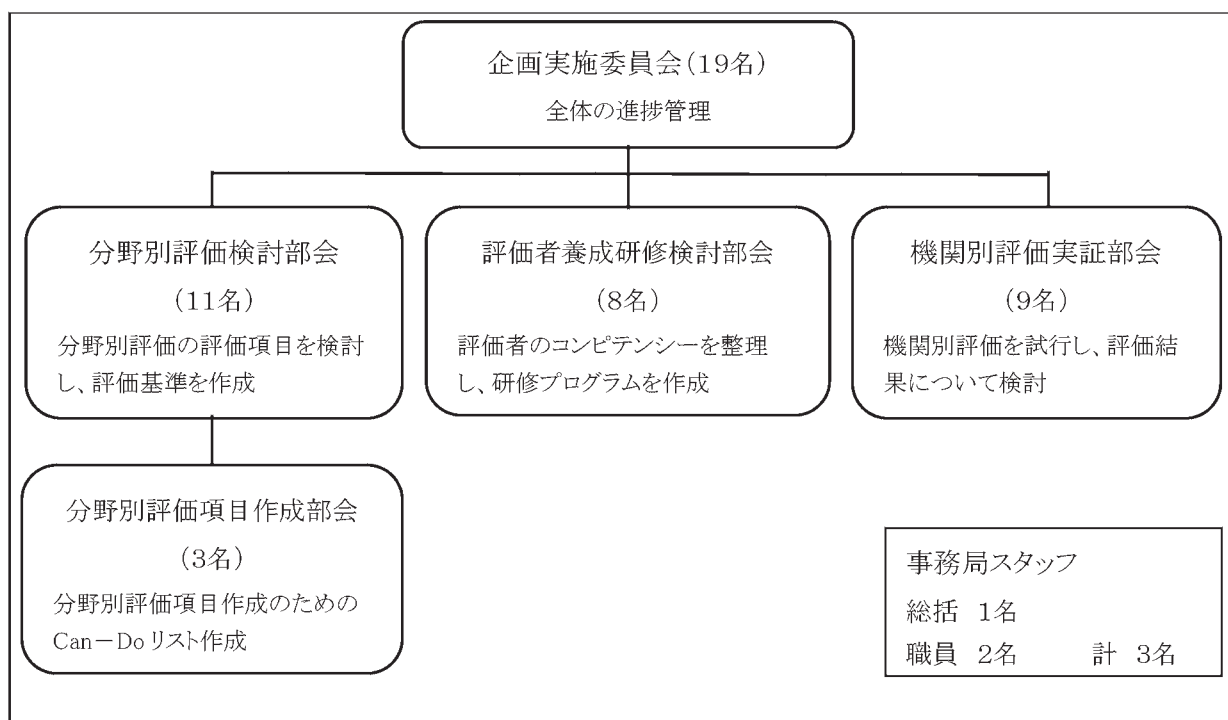 企画実施委員会(19名)
全体の進捗管理
分野別評価検討部会
(11名)
分野別評価の評価項目を検討
し、評価基準を作成
評価者養成研修検討部会
(8名)
評価者のコンピテンシーを整理
し、研修プログラムを作成
機関別評価実証部会
(9名)
機関別評価を試行し、評価結
果について検討
分野別評価項目作成部会
(3名)
分野別評価項目作成のための
Can-Doリスト作成
事務局スタッフ
総括 1名
職員 2名 計 3名